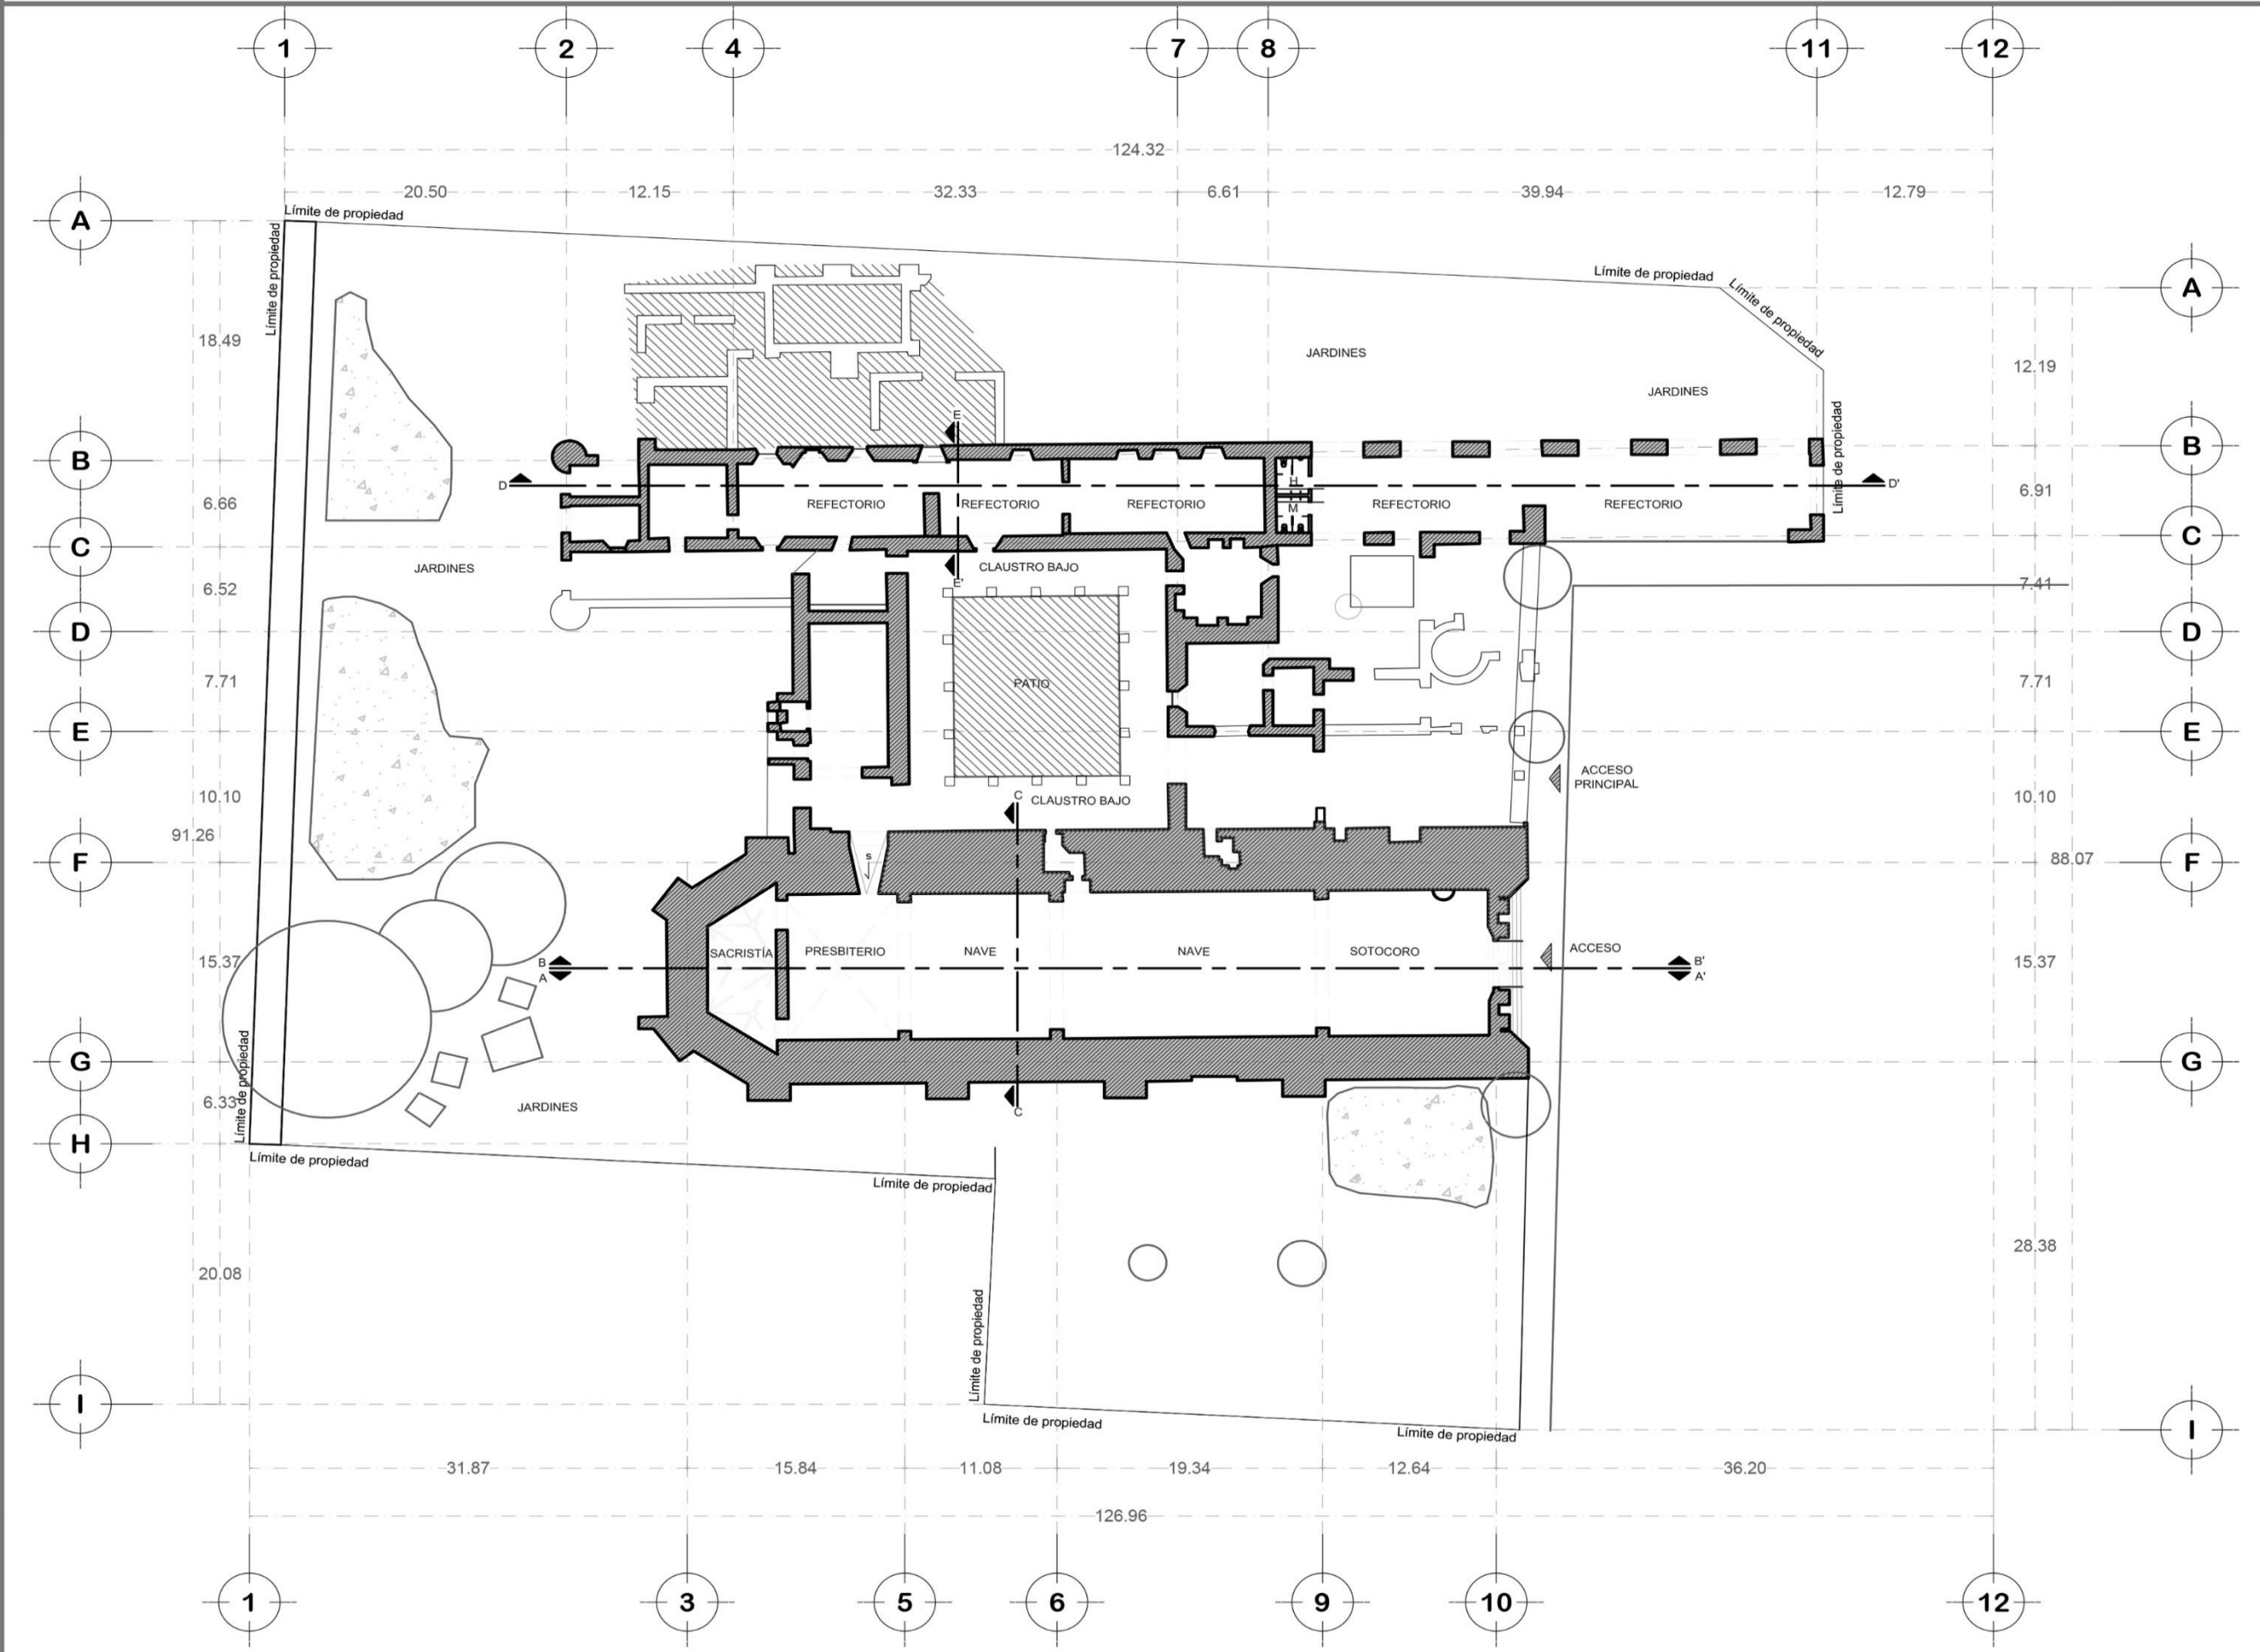 1 2 4 7 8 11 12
124.32
20.50 12.15 32.33 6.61 39.94 12.79
A
Límite de propiedad
Límite de propiedad
Límite de propiedad
Límite de propiedad
A
18.49
JARDINES
12.19
JARDINES
Límite de propiedad
E
B
B
D
H
D'
6.66
REFECTORIO
REFECTORIO
REFECTORIO
M
REFECTORIO
REFECTORIO
6.91
C
C
JARDINES
CLAUSTRO BAJO
E'
6.52
7.41
D
D
7.71
PATIO
7.71
E
E
ACCESO
PRINCIPAL
10.10
C
CLAUSTRO BAJO
10.10
91.26
88.07
F
S
F
SACRISTÍA
PRESBITERIO
NAVE
NAVE
SOTOCORO
ACCESO
15.37
B
A
B'
A'
15.37
G
G
Límite de propiedad
6.33
JARDINES
C
H
Límite de propiedad
Límite de propiedad
20.08
28.38
Límite de propiedad
I
Límite de propiedad
Límite de propiedad
I
31.87 15.84 11.08 19.34 12.64 36.20
126.96
1 3 5 6 9 10 12